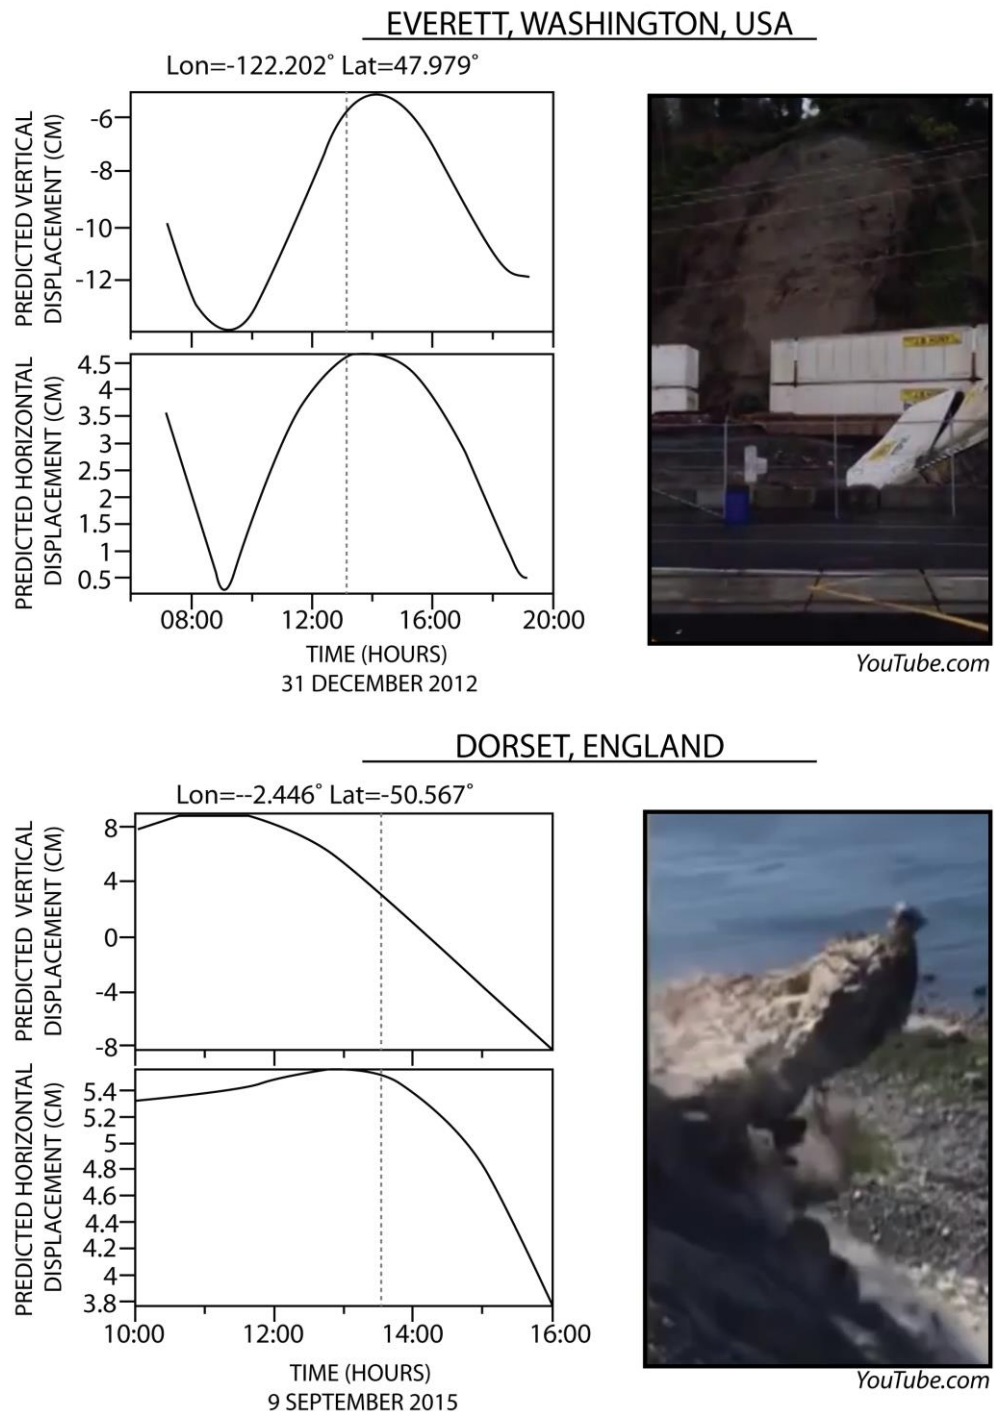 EVERETT, WASHINGTON, USA
Lon=-122.202° Lat=47.979°
PREDICTED VERTICAL
DISPLACEMENT (CM)
-6
-8
-10
-12
PREDICTED HORIZONTAL
DISPLACEMENT (CM)
4.5
4
3.5
3
2.5
2
1.5
1
0.5
08:00 12:00 16:00 20:00
TIME (HOURS)
31 DECEMBER 2012
J.B. HUNT
YouTube.com
DORSET, ENGLAND
Lon=--2.446° Lat=-50.567°
PREDICTED VERTICAL
DISPLACEMENT (CM)
8
4
0
-4
-8
PREDICTED HORIZONTAL
DISPLACEMENT (CM)
5.4
5.2
5
4.8
4.6
4.4
4.2
4
3.8
10:00 12:00 14:00 16:00
TIME (HOURS)
9 SEPTEMBER 2015
YouTube.com